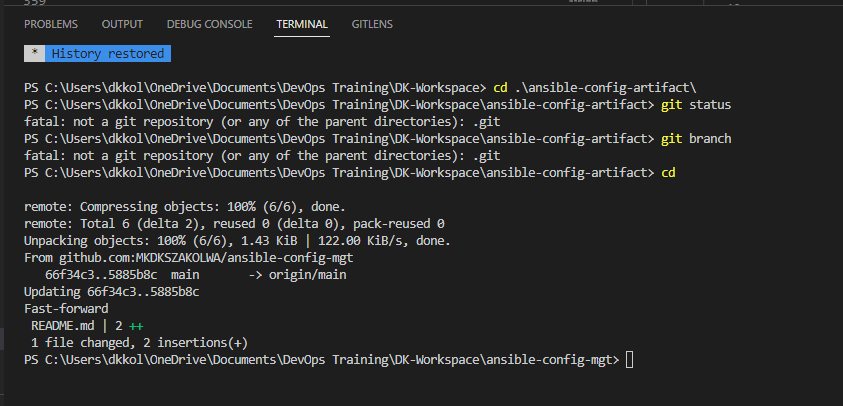 PROBLEMS OUTPUT DEBUG CONSOLE TERMINAL GITLENS
* History restored
PS C:\Users\dkkol\OneDrive\Documents\DevOps Training\DK-Workspace> cd .\ansible-config-artifact\
PS C:\Users\dkkol\OneDrive\Documents\DevOps Training\DK-Workspace\ansible-config-artifact> git status
fatal: not a git repository (or any of the parent directories): .git
PS C:\Users\dkkol\OneDrive\Documents\DevOps Training\DK-Workspace\ansible-config-artifact> git branch
fatal: not a git repository (or any of the parent directories): .git
PS C:\Users\dkkol\OneDrive\Documents\DevOps Training\DK-Workspace\ansible-config-artifact> cd
remote: Compressing objects: 100% (6/6), done.
remote: Total 6 (delta 2), reused 0 (delta 0), pack-reused 0
Unpacking objects: 100% (6/6), 1.43 KiB | 122.00 KiB/s, done.
From github.com:MKDKSZAKOLWA/ansible-config-mgt
66f34c3..5885b8c main -> origin/main
Updating 66f34c3..5885b8c
Fast-forward
README.md | 2 ++
1 file changed, 2 insertions(+)
PS C:\Users\dkkol\OneDrive\Documents\DevOps Training\DK-Workspace\ansible-config-mgt>